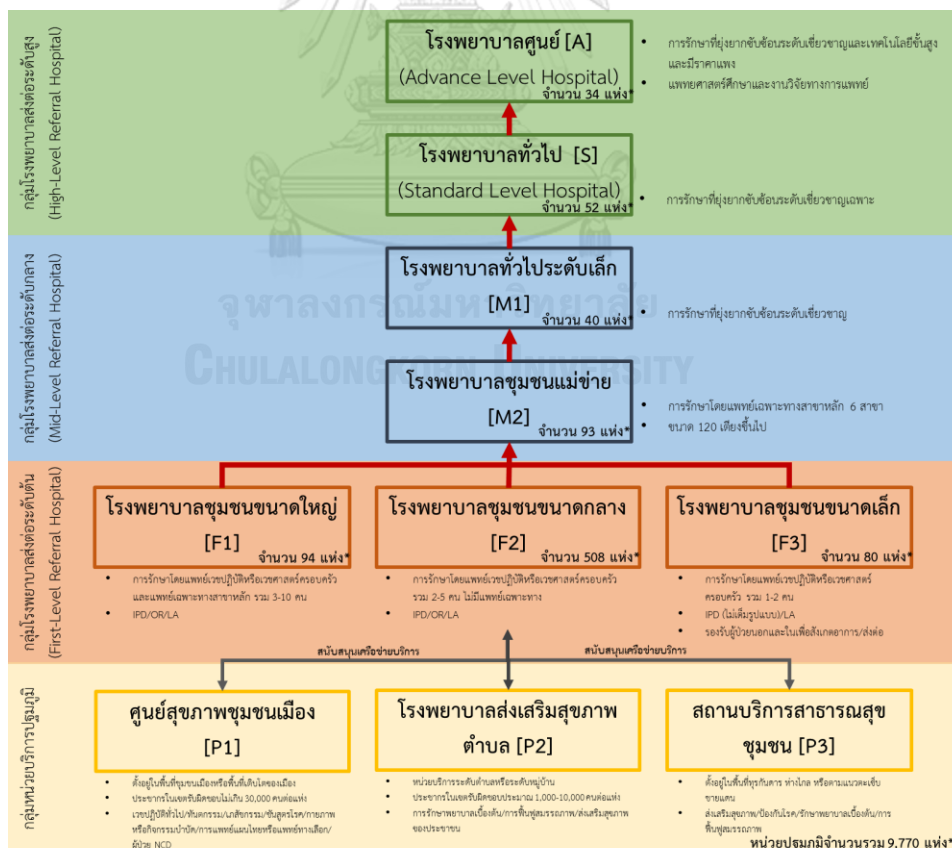 กลุ่มโรงพยาบาลส่งต่อระดับสูง
(High-Level Referral Hospital)
โรงพยาบาลศูนย์ [A]
(Advance Level Hospital)
จำนวน 34 แห่ง*
• การรักษาที่ยุ่งยากซับซ้อนระดับเชี่ยวชาญและเทคโนโลยีขั้นสูง
และมีราคาแพง
• แพทยศาสตร์ศึกษาและงานวิจัยทางการแพทย์
โรงพยาบาลทั่วไป [S]
(Standard Level Hospital)
จำนวน 52 แห่ง*
• การรักษาที่ยุ่งยากซับซ้อนระดับเชี่ยวชาญเฉพาะ
กลุ่มโรงพยาบาลส่งต่อระดับกลาง
(Mid-Level Referral Hospital)
โรงพยาบาลทั่วไประดับเล็ก
[M1]
จำนวน 40 แห่ง*
• การรักษาที่ยุ่งยากซับซ้อนระดับเชี่ยวชาญ
จุฬาลงกรณ์มหาวิทยาลัย
CHULALONGKORN UNIVERSITY
โรงพยาบาลชุมชนแม่ข่าย
[M2]
จำนวน 93 แห่ง*
• การรักษาโดยแพทย์เฉพาะทางสาขาหลัก 6 สาขา
• ขนาด 120 เตียงขึ้นไป
กลุ่มโรงพยาบาลส่งต่อระดับต้น
(First-Level Referral Hospital)
โรงพยาบาลชุมชนขนาดใหญ่
[F1]
จำนวน 94 แห่ง*
• การรักษาโดยแพทย์เวชปฏิบัติหรือเวชศาสตร์ครอบครัว
และแพทย์เฉพาะทางสาขาหลัก รวม 3-10 คน
• IPD/OR/LA
โรงพยาบาลชุมชนขนาดกลาง
[F2]
จำนวน 508 แห่ง*
• การรักษาโดยแพทย์เวชปฏิบัติหรือเวชศาสตร์ครอบครัว
รวม 2-5 คน ไม่มีแพทย์เฉพาะทาง
• IPD/OR/LA
โรงพยาบาลชุมชนขนาดเล็ก
[F3]
จำนวน 80 แห่ง*
• การรักษาโดยแพทย์เวชปฏิบัติหรือเวชศาสตร์
ครอบครัว รวม 1-2 คน
• IPD (ไม่เต็มรูปแบบ)/LA
• รองรับผู้ป่วยนอกและในเพื่อสังเกตอาการ/ส่งต่อ
สนับสนุนเครือข่ายบริการ
สนับสนุนเครือข่ายบริการ
กลุ่มหน่วยบริการปฐมภูมิ
ศูนย์สุขภาพชุมชนเมือง
[P1]
• ตั้งอยู่ในพื้นที่ชุมชนเมืองหรือพื้นที่เติบโตของเมือง
• ประชากรในเขตรับผิดชอบไม่เกิน 30,000 คนต่อแห่ง
• เวชปฏิบัติทั่วไป/ทันตกรรม/เภสัชกรรม/ชันสูตรโรค/กายภาพ
หรือกิจกรรมบำบัด/การแพทย์แผนไทยหรือแพทย์ทางเลือก/
ผู้ป่วย NCD
โรงพยาบาลส่งเสริมสุขภาพ
ตำบล [P2]
• หน่วยบริการระดับตำบลหรือระดับหมู่บ้าน
• ประชากรในเขตรับผิดชอบประมาณ 1,000-10,000 คนต่อแห่ง
• การรักษาพยาบาลเบื้องต้น/การฟื้นฟูสมรรถภาพ/ส่งเสริมสุขภาพ
ของประชาชน
สถานบริการสาธารณสุข
ชุมชน [P3]
• ตั้งอยู่ในพื้นที่ทุรกันดาร ห่างไกล หรือตามแนวตะเข็บ
ชายแดน
• ส่งเสริมสุขภาพ/ป้องกันโรค/รักษาพยาบาลเบื้องต้น/การ
ฟื้นฟูสมรรถภาพ
หน่วยปฐมภูมิจำนวนรวม 9,770 แห่ง*